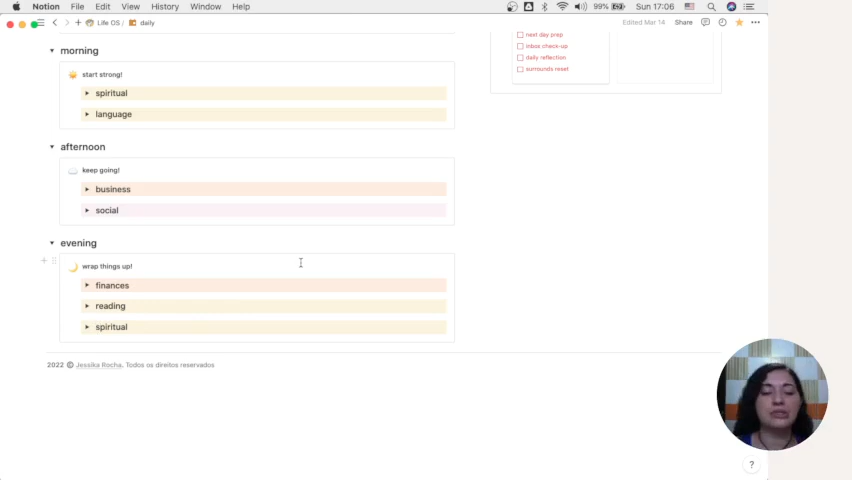 Notion File Edit View History Window Help 99% Sun 17:06
Life OS / daily Edited Mar 14 Share
next day prep
inbox check-up
daily reflection
surrounds reset
morning
start strong!
spiritual
language
afternoon
keep going!
business
social
evening
wrap things up!
finances
reading
spiritual
2022 © Jessika Rocha. Todos os direitos reservados
?